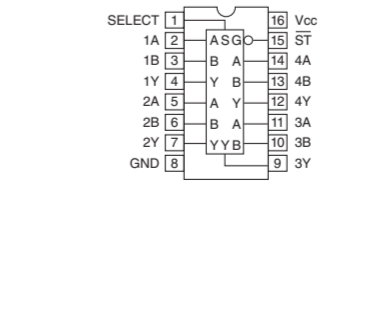 SELECT 1 16 Vcc
1A 2 A S G 15 ST
1B 3 B A 14 4A
1Y 4 Y B 13 4B
2A 5 A Y 12 4Y
2B 6 B A 11 3A
2Y 7 Y Y B 10 3B
GND 8 9 3Y